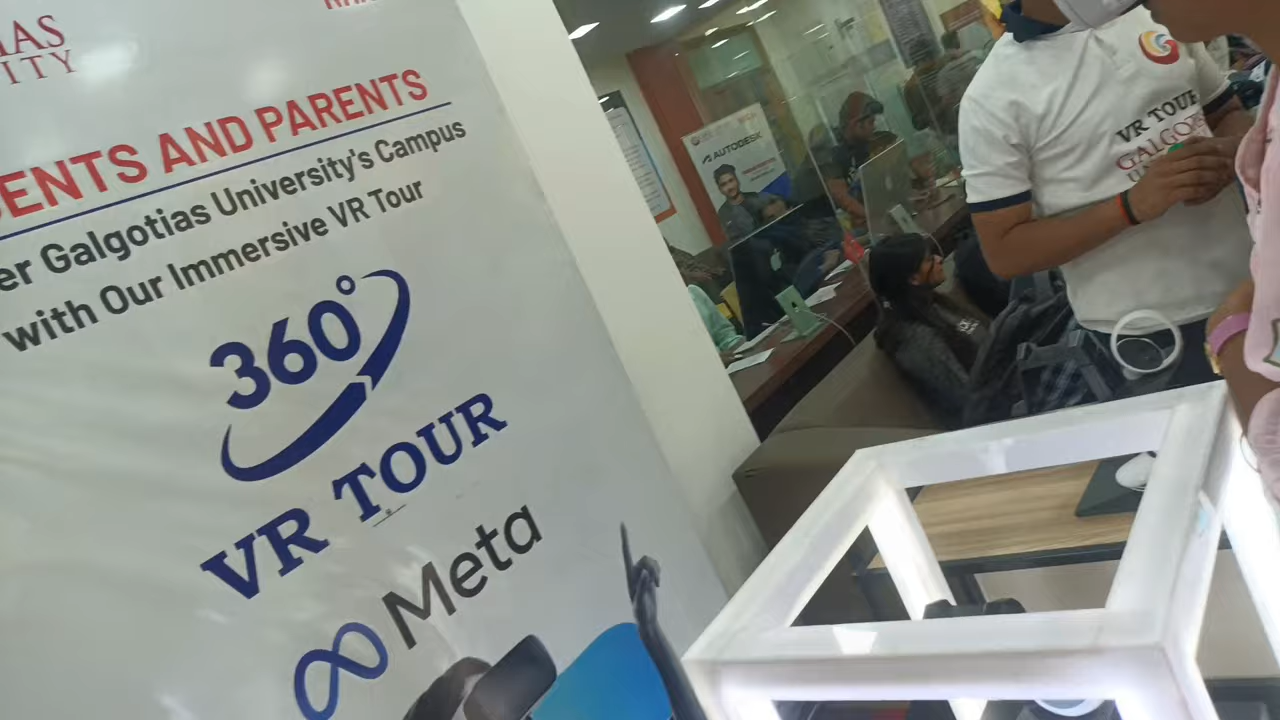 AS
ITY
ENTS AND PARENTS
er Galgotias University's Campus
with Our Immersive VR Tour
360°
VR TOUR
Meta
AUTODESK
VR TOUR